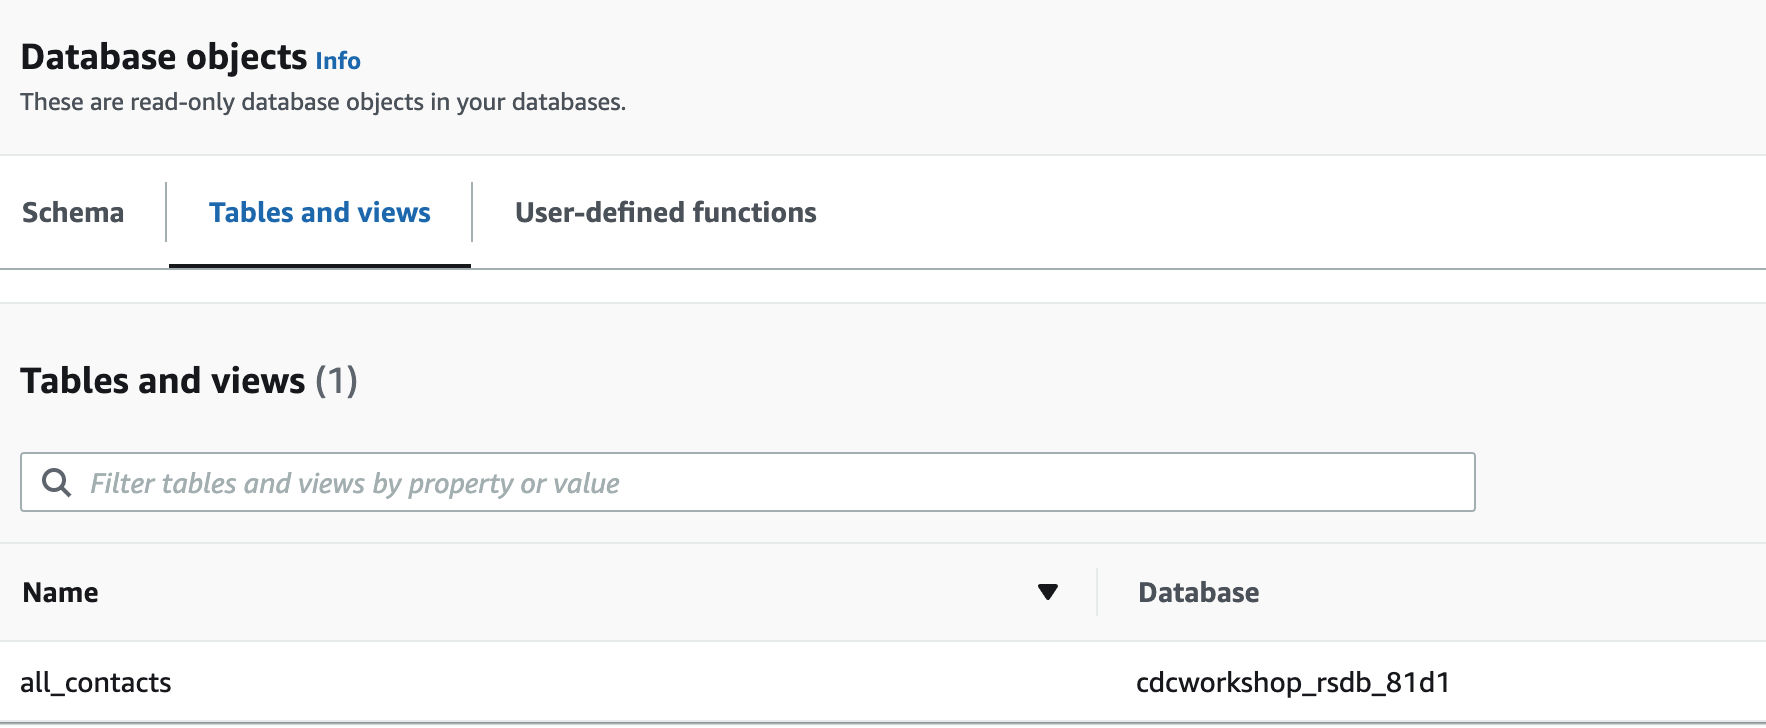 Database objects Info
These are read-only database objects in your databases.
Schema Tables and views User-defined functions
Tables and views (1)
Filter tables and views by property or value
Name Database
all_contacts cdcworkshop_rsdb_81d1